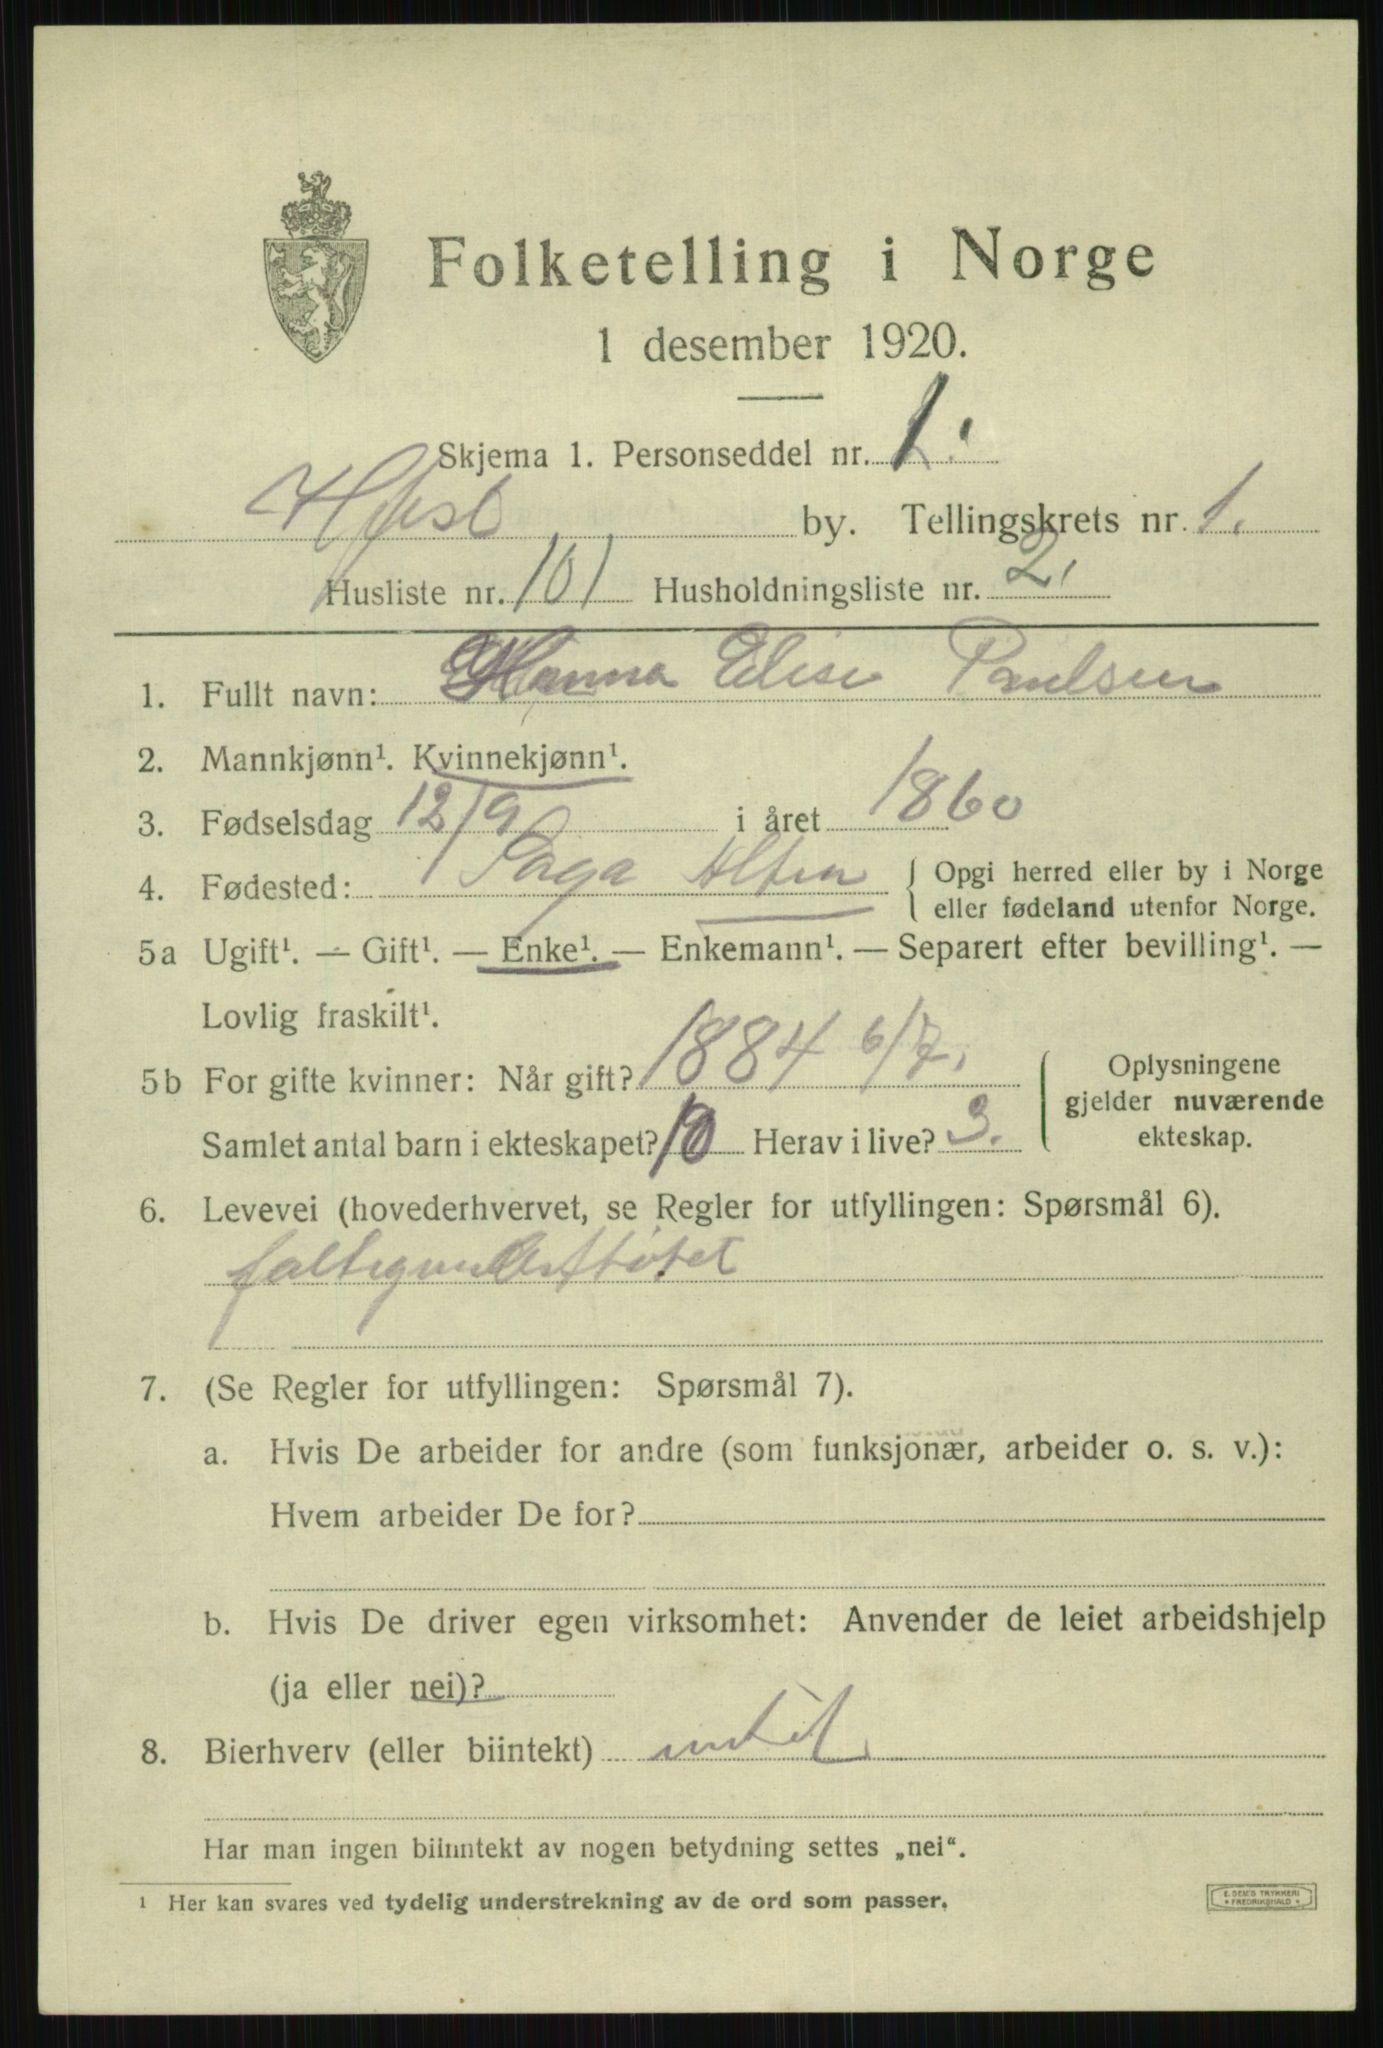 Folketelling i Norge
1 desember 1920.
Skjema 1. Personseddel nr. 1.
by. Tellingskrets nr. 1.
Husliste nr. 101 Husholdningsliste nr. 2.
1. Fullt navn: Hanna Elise Paulsen
2. Mannkjønn¹. Kvinnekjønn¹.
3. Fødselsdag 12/9 i året 1860
4. Fødested: Alten { Opgi herred eller by i Norge
eller fødeland utenfor Norge.
5a Ugift¹. — Gift¹. — Enke¹. — Enkemann¹. — Separert efter bevilling¹. —
Lovlig fraskilt¹.
5b For gifte kvinner: Når gift? 1884 6/7. { Oplysningene
gjelder nuværende
ekteskap.
Samlet antal barn i ekteskapet? 10 Herav i live? 3.
6. Levevei (hovederhvervet, se Regler for utfyllingen: Spørsmål 6).
7. (Se Regler for utfyllingen: Spørsmål 7).
a. Hvis De arbeider for andre (som funksjonær, arbeider o. s. v.):
Hvem arbeider De for?
b. Hvis De driver egen virksomhet: Anvender de leiet arbeidshjelp
(ja eller nei)?
8. Bierhverv (eller biintekt)
Har man ingen biinntekt av nogen betydning settes „nei“.
1 Her kan svares ved tydelig understrekning av de ord som passer.
E. SEM'S TRYKKERI
* FREDRIKSHALD *